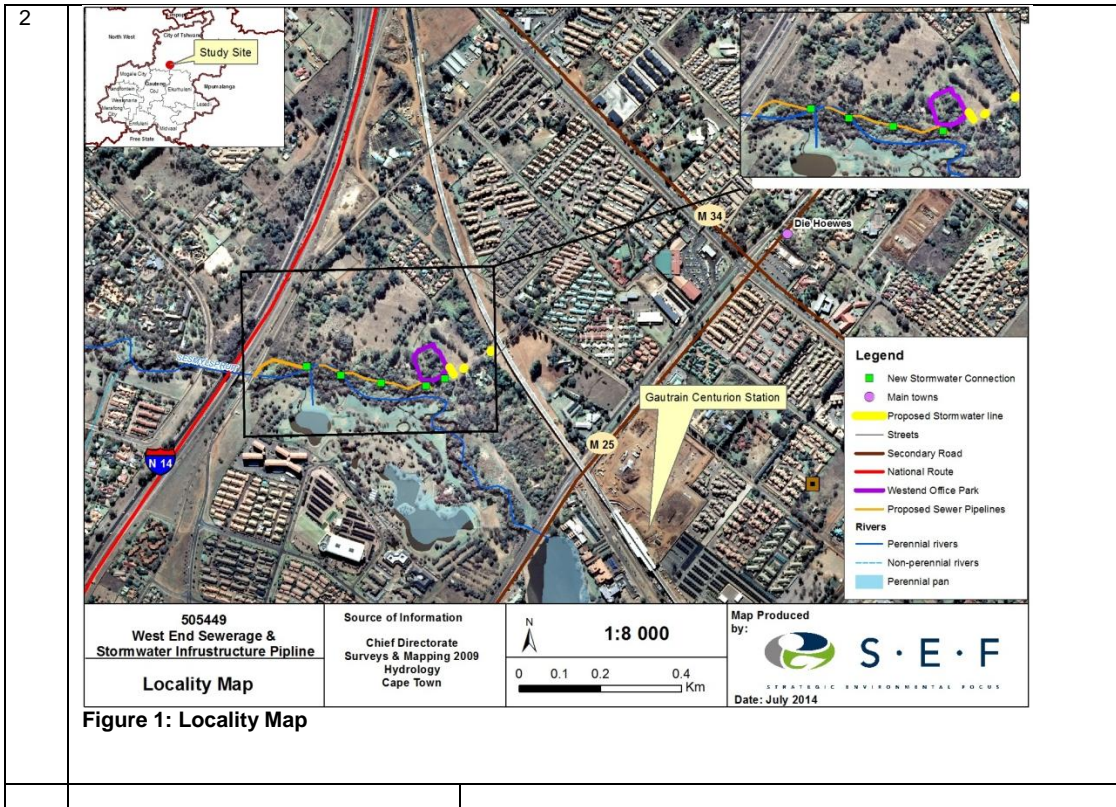 2
North West
City of Tshwane
Study Site
Mogale City
Gauteng
Ekurhuleni
Mpumalanga
Free State
Midvaal
M 34
Die Hoewes
SESMYLSPRUIT
N 14
M 25
Gautrain Centurion Station
Legend
New Stormwater Connection
Main towns
Proposed Stormwater line
Streets
Secondary Road
National Route
Westend Office Park
Proposed Sewer Pipelines
Rivers
Perennial rivers
Non-perennial rivers
Perennial pan
505449
West End Sewerage &
Stormwater Infrustructure Pipline
Locality Map
Source of Information
Chief Directorate
Surveys & Mapping 2009
Hydrology
Cape Town
N
1:8 000
0 0.1 0.2 0.4
Km
Map Produced
by:
S·E·F
STRATEGIC ENVIRONMENTAL FOCUS
Date: July 2014
Figure 1: Locality Map